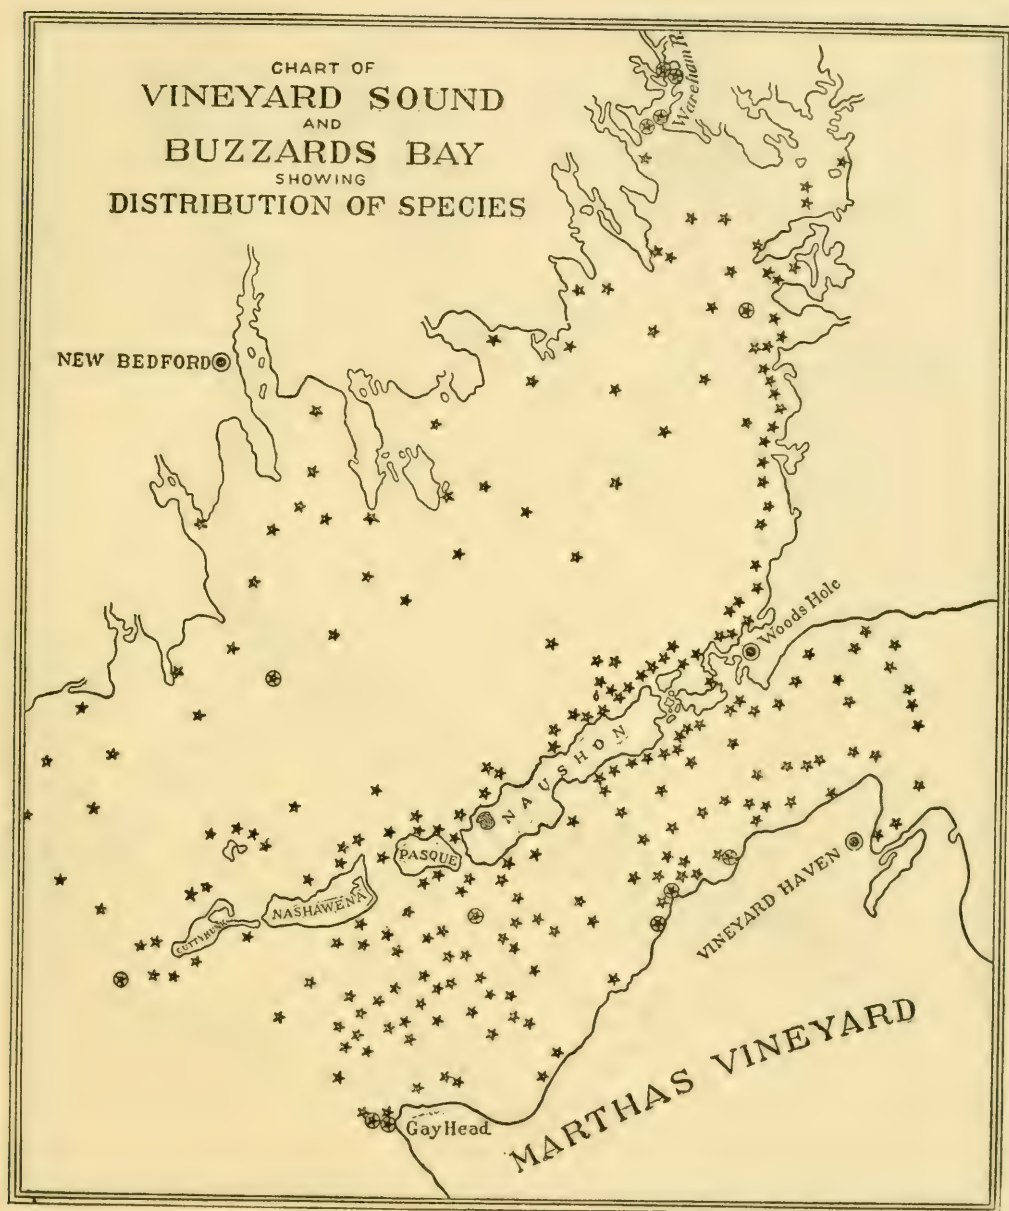 CHART OF
VINEYARD SOUND
AND
BUZZARDS BAY
SHOWING
DISTRIBUTION OF SPECIES
Wareham R.
NEW BEDFORD
Woods Hole
NAUSHON
PASQUE
NASHAWENA
CUTTYHUNK
VINEYARD HAVEN
MARTHAS VINEYARD
Gay Head